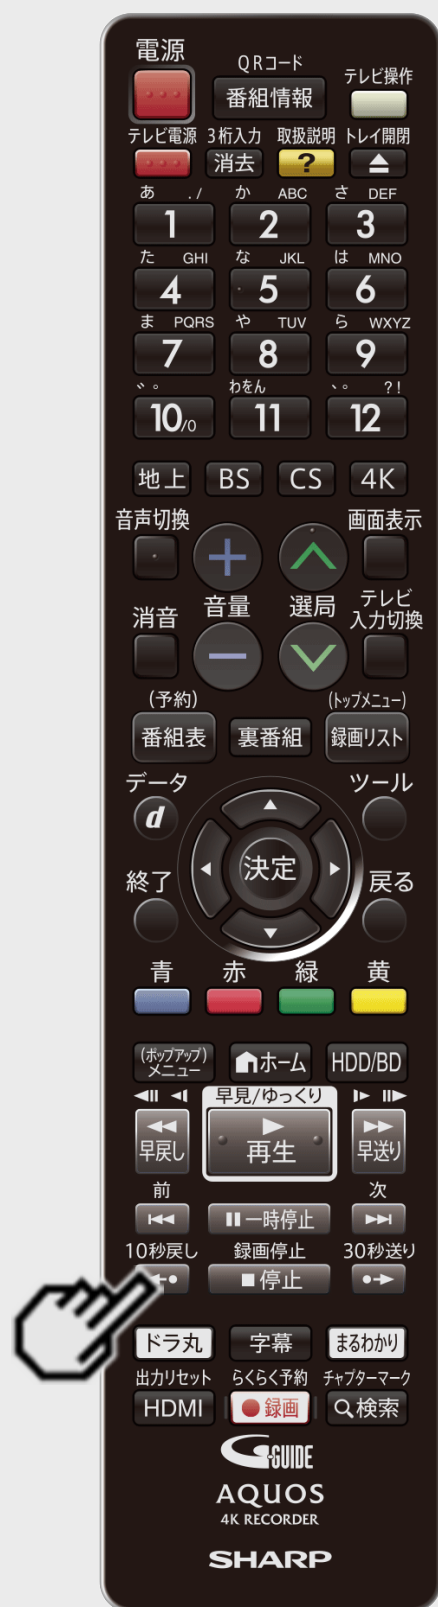 電源
QRコード
番組情報
テレビ操作
テレビ電源 3桁入力 取扱説明 トレイ開閉
消去 ?
あ ./ か ABC さ DEF
1 2 3
た GHI な JKL は MNO
4 5 6
ま PQRS や TUV ら WXYZ
7 8 9
゛゜ わをん 、。 ?!
10/0 11 12
地上 BS CS 4K
音声切換 画面表示
+
消音 音量 選局 テレビ入力切換
−
(予約) (トップメニュー)
番組表 裏番組 録画リスト
データ ツール
d
決定
終了 戻る
青 赤 緑 黄
(ポップアップ)
メニュー ホーム HDD/BD
早見/ゆっくり
早戻し 再生 早送り
前 次
一時停止
10秒戻し 録画停止 30秒送り
停止
ドラ丸 字幕 まるわかり
出力リセット らくらく予約 チャプターマーク
HDMI 録画 検索
G-GUIDE
AQUOS
4K RECORDER
SHARP